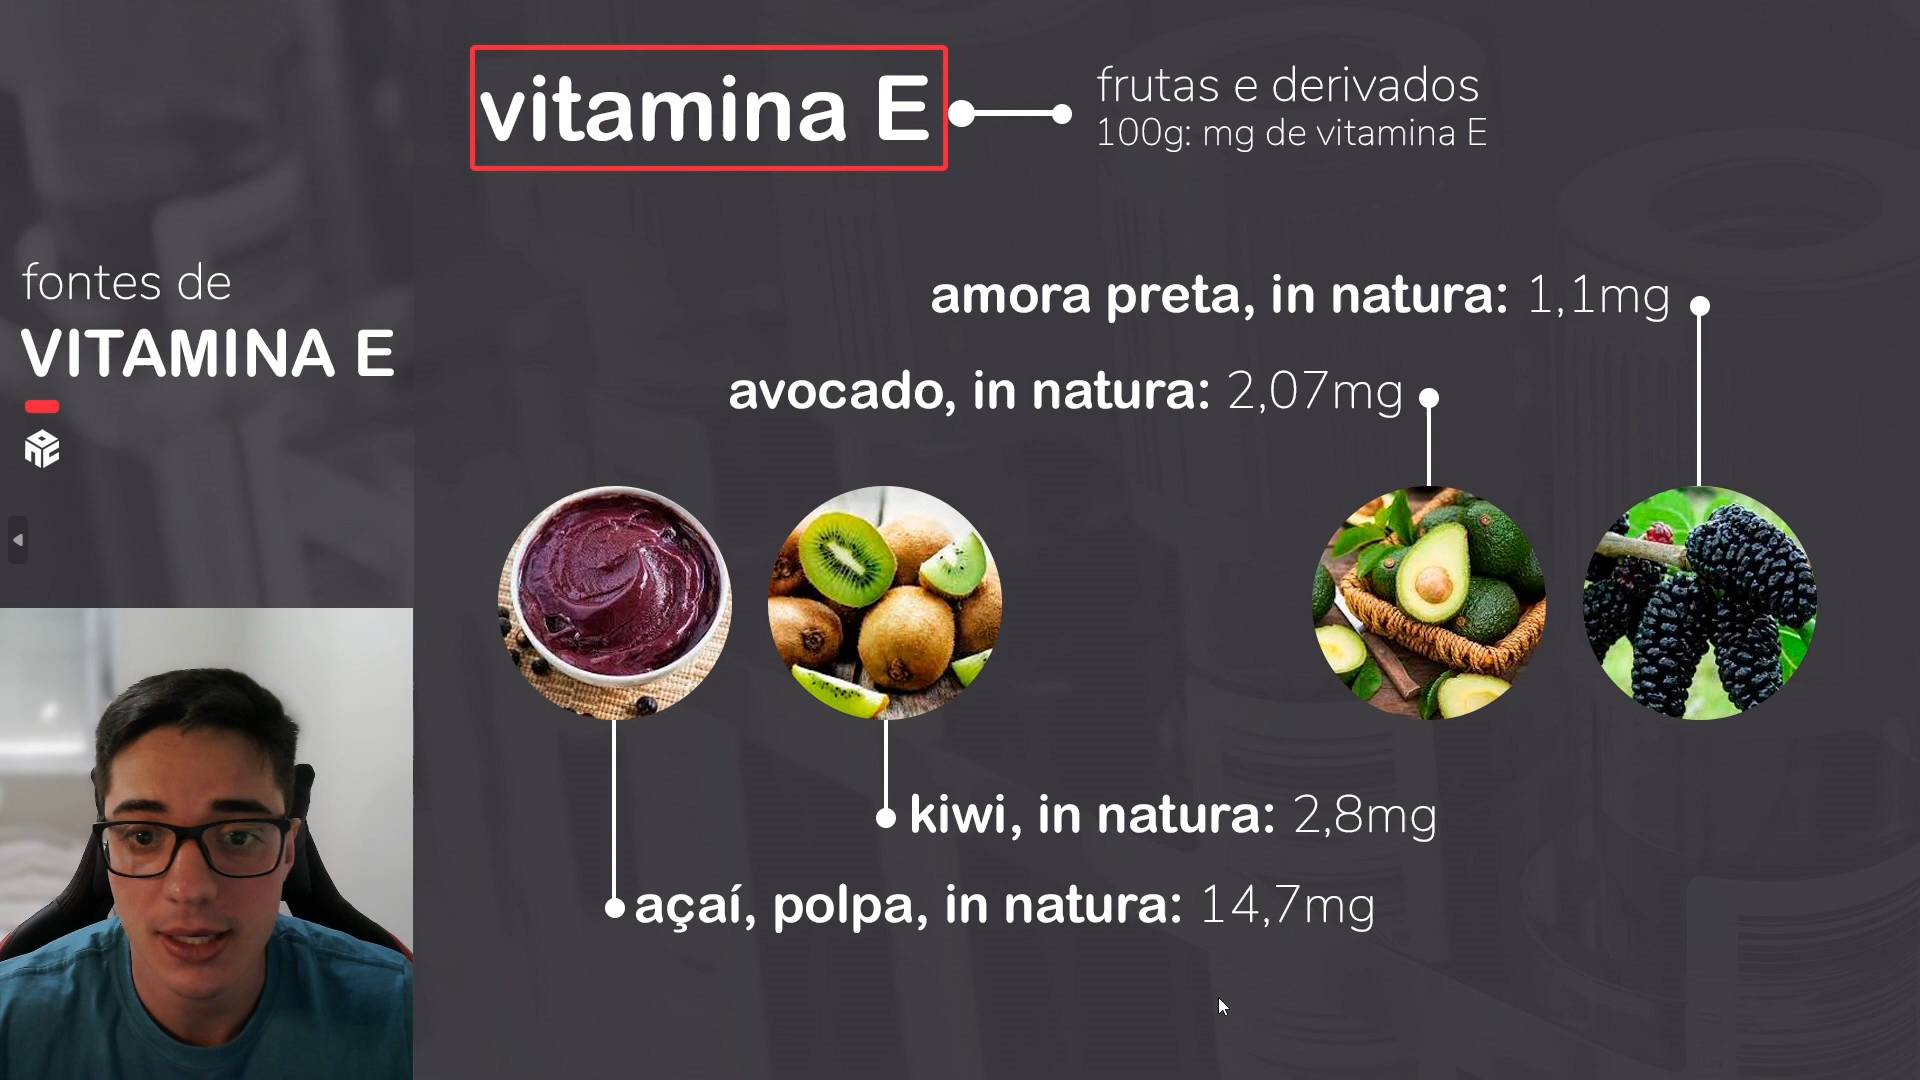 vitamina E
frutas e derivados
100g: mg de vitamina E
fontes de
VITAMINA E
amora preta, in natura: 1,1mg
avocado, in natura: 2,07mg
kiwi, in natura: 2,8mg
açaí, polpa, in natura: 14,7mg